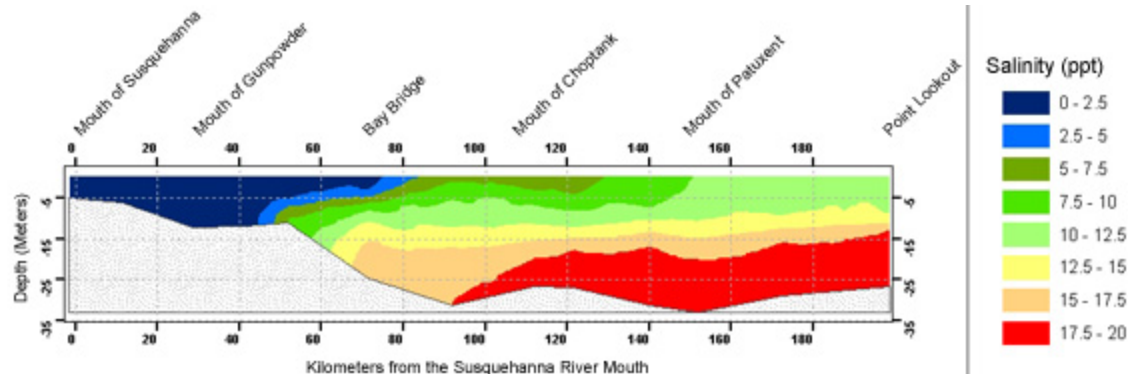 Mouth of Susquehanna
Mouth of Gunpowder
Bay Bridge
Mouth of Choptank
Mouth of Patuxent
Point Lookout
0 20 40 60 80 100 120 140 160 180
Depth (Meters)
-5 -5
-15 -15
-25 -25
-35 -35
0 20 40 60 80 100 120 140 160 180
Kilometers from the Susquehanna River Mouth
Salinity (ppt)
0 - 2.5
2.5 - 5
5 - 7.5
7.5 - 10
10 - 12.5
12.5 - 15
15 - 17.5
17.5 - 20